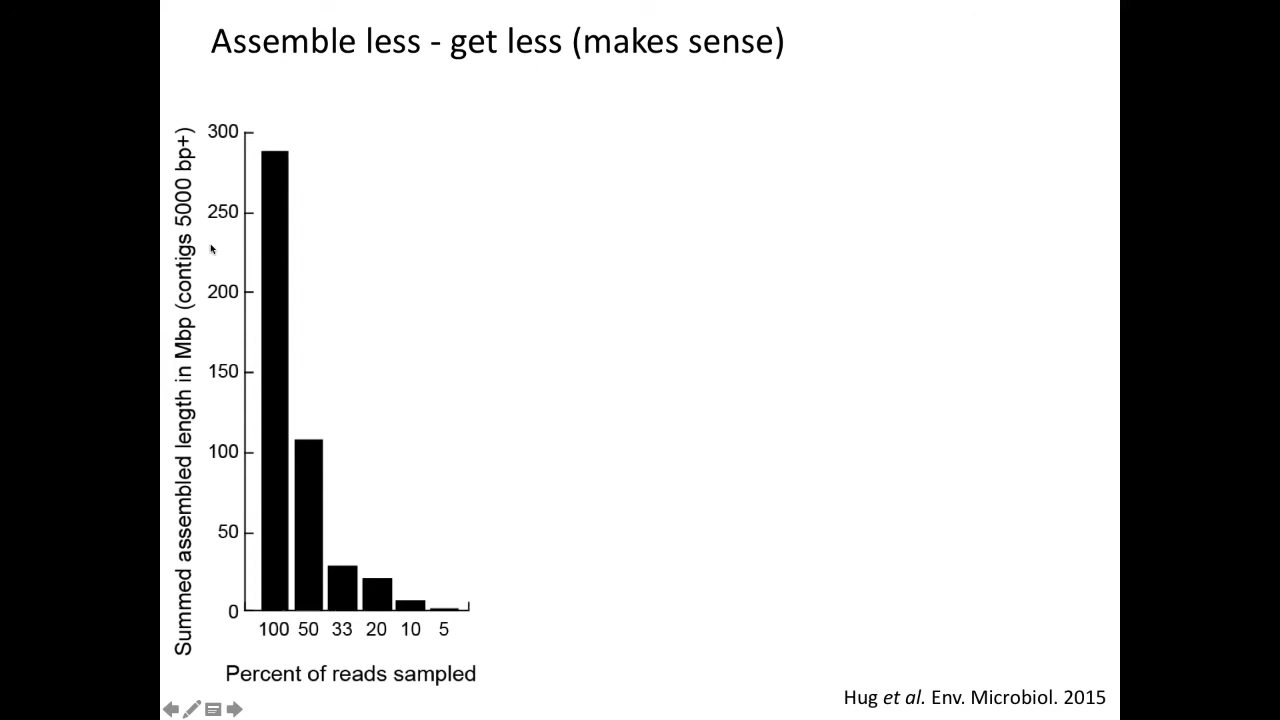 Assemble less - get less (makes sense)
Summed assembled length in Mbp (contigs 5000 bp+)
300
250
200
150
100
50
0
100 50 33 20 10 5
Percent of reads sampled
Hug et al. Env. Microbiol. 2015